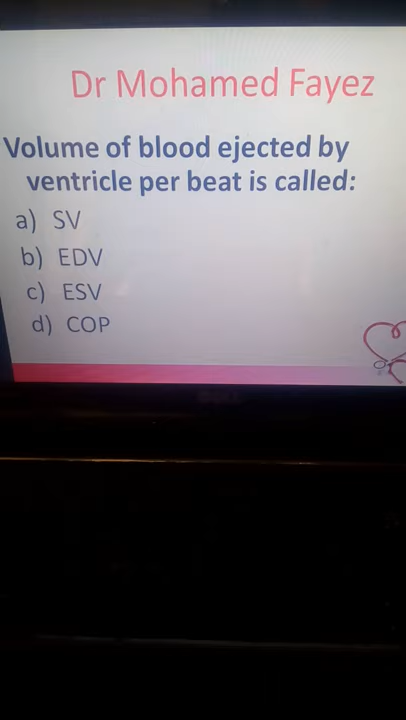 Dr Mohamed Fayez
Volume of blood ejected by
ventricle per beat is called:
a) SV
b) EDV
c) ESV
d) COP